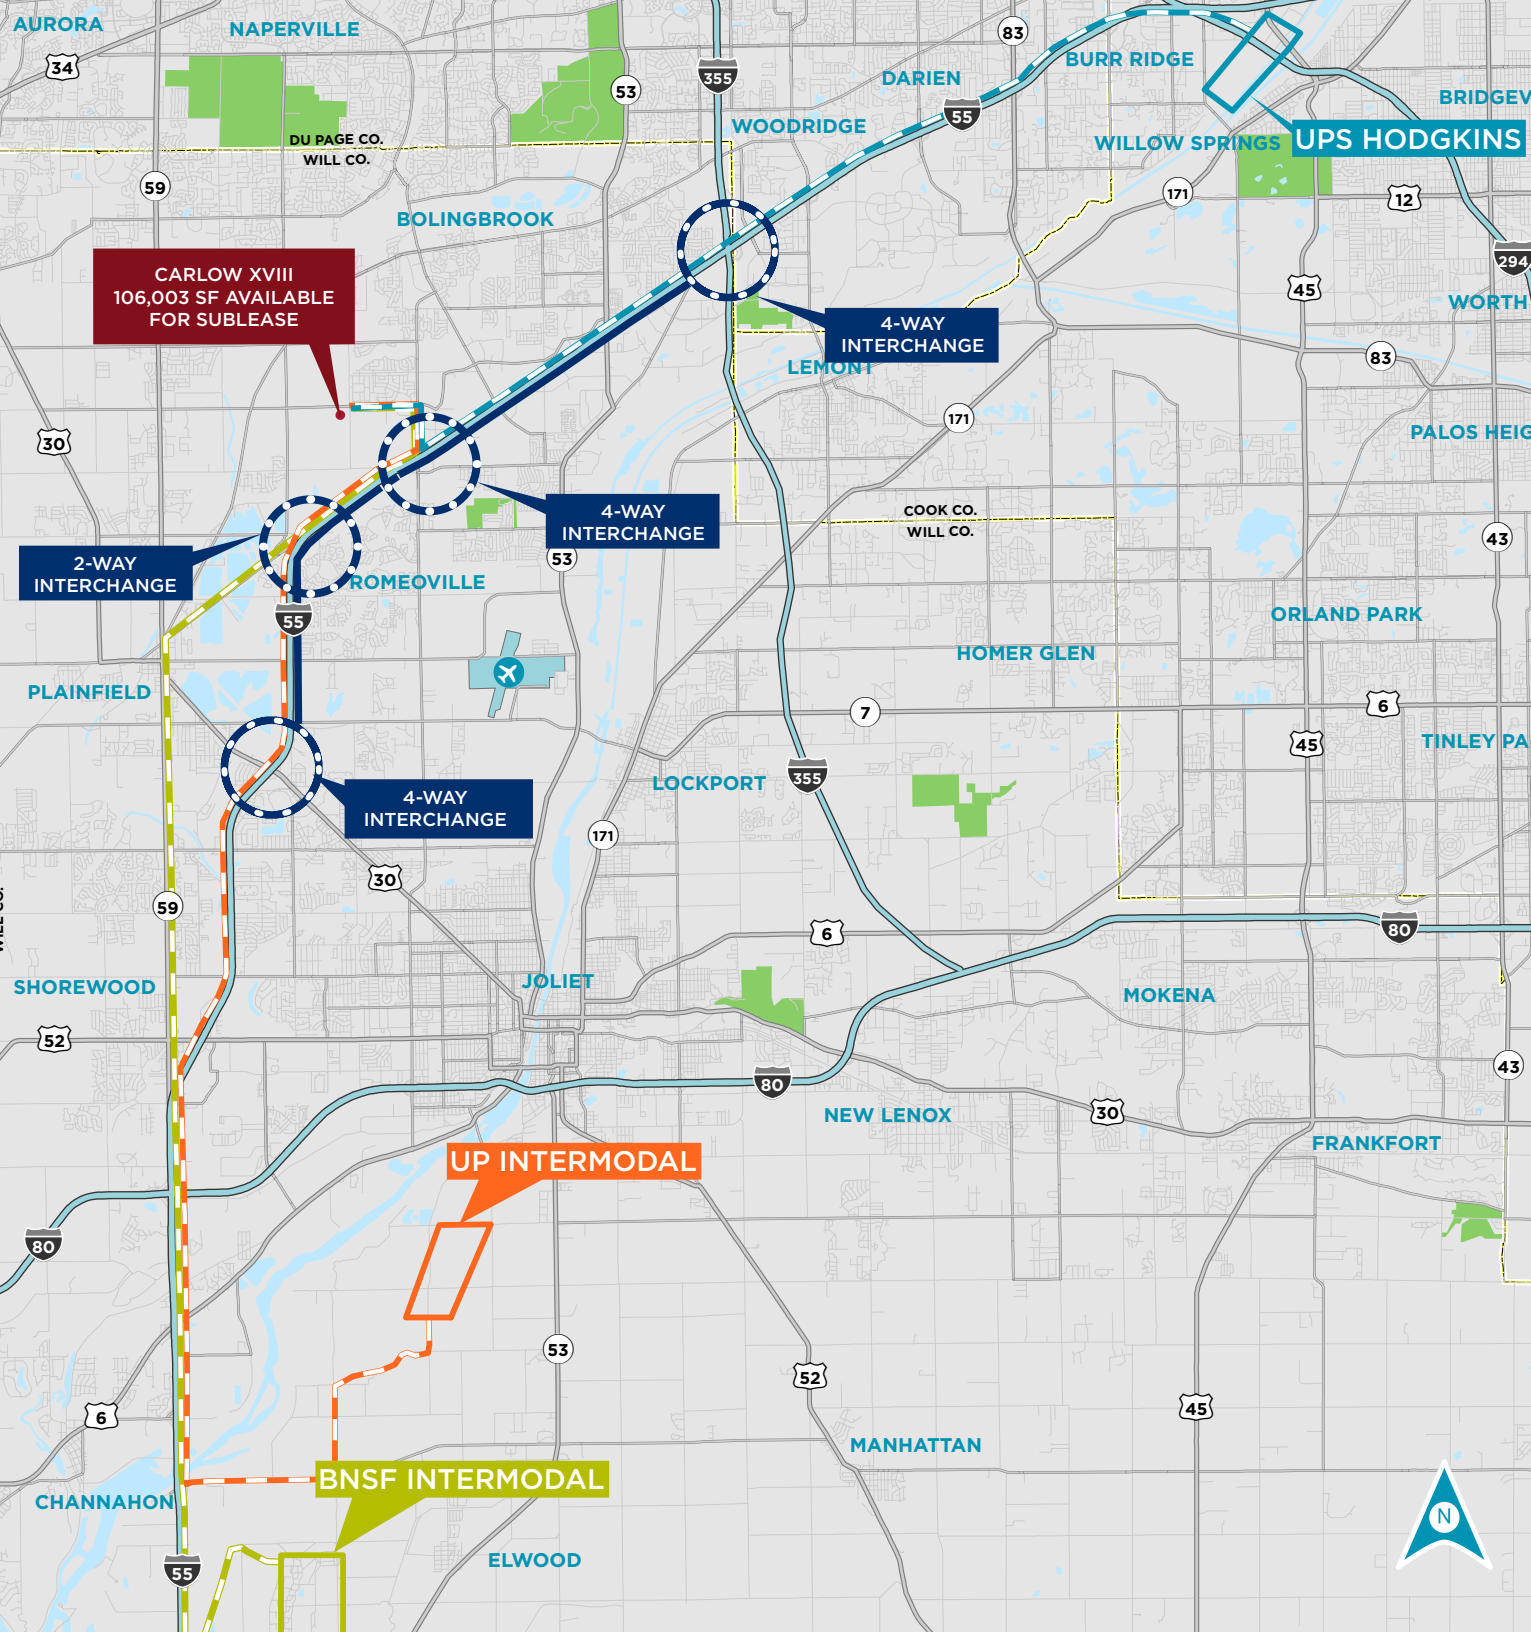 AURORA
NAPERVILLE
34
53
355
DARIEN
83
BURR RIDGE
BRIDGEV
55
WOODRIDGE
DU PAGE CO.
WILL CO.
WILLOW SPRINGS
UPS HODGKINS
59
171
12
BOLINGBROOK
294
CARLOW XVIII
106,003 SF AVAILABLE
FOR SUBLEASE
45
WORTH
4-WAY
INTERCHANGE
LEMONT
83
171
30
PALOS HEIG
4-WAY
INTERCHANGE
COOK CO.
WILL CO.
43
53
2-WAY
INTERCHANGE
ROMEOVILLE
55
ORLAND PARK
HOMER GLEN
PLAINFIELD
7
6
45
TINLEY PA
LOCKPORT
355
4-WAY
INTERCHANGE
171
30
59
WILL CO.
6
80
SHOREWOOD
JOLIET
MOKENA
52
43
80
NEW LENOX
30
FRANKFORT
UP INTERMODAL
80
53
52
45
6
MANHATTAN
BNSF INTERMODAL
CHANNAHON
N
55
ELWOOD